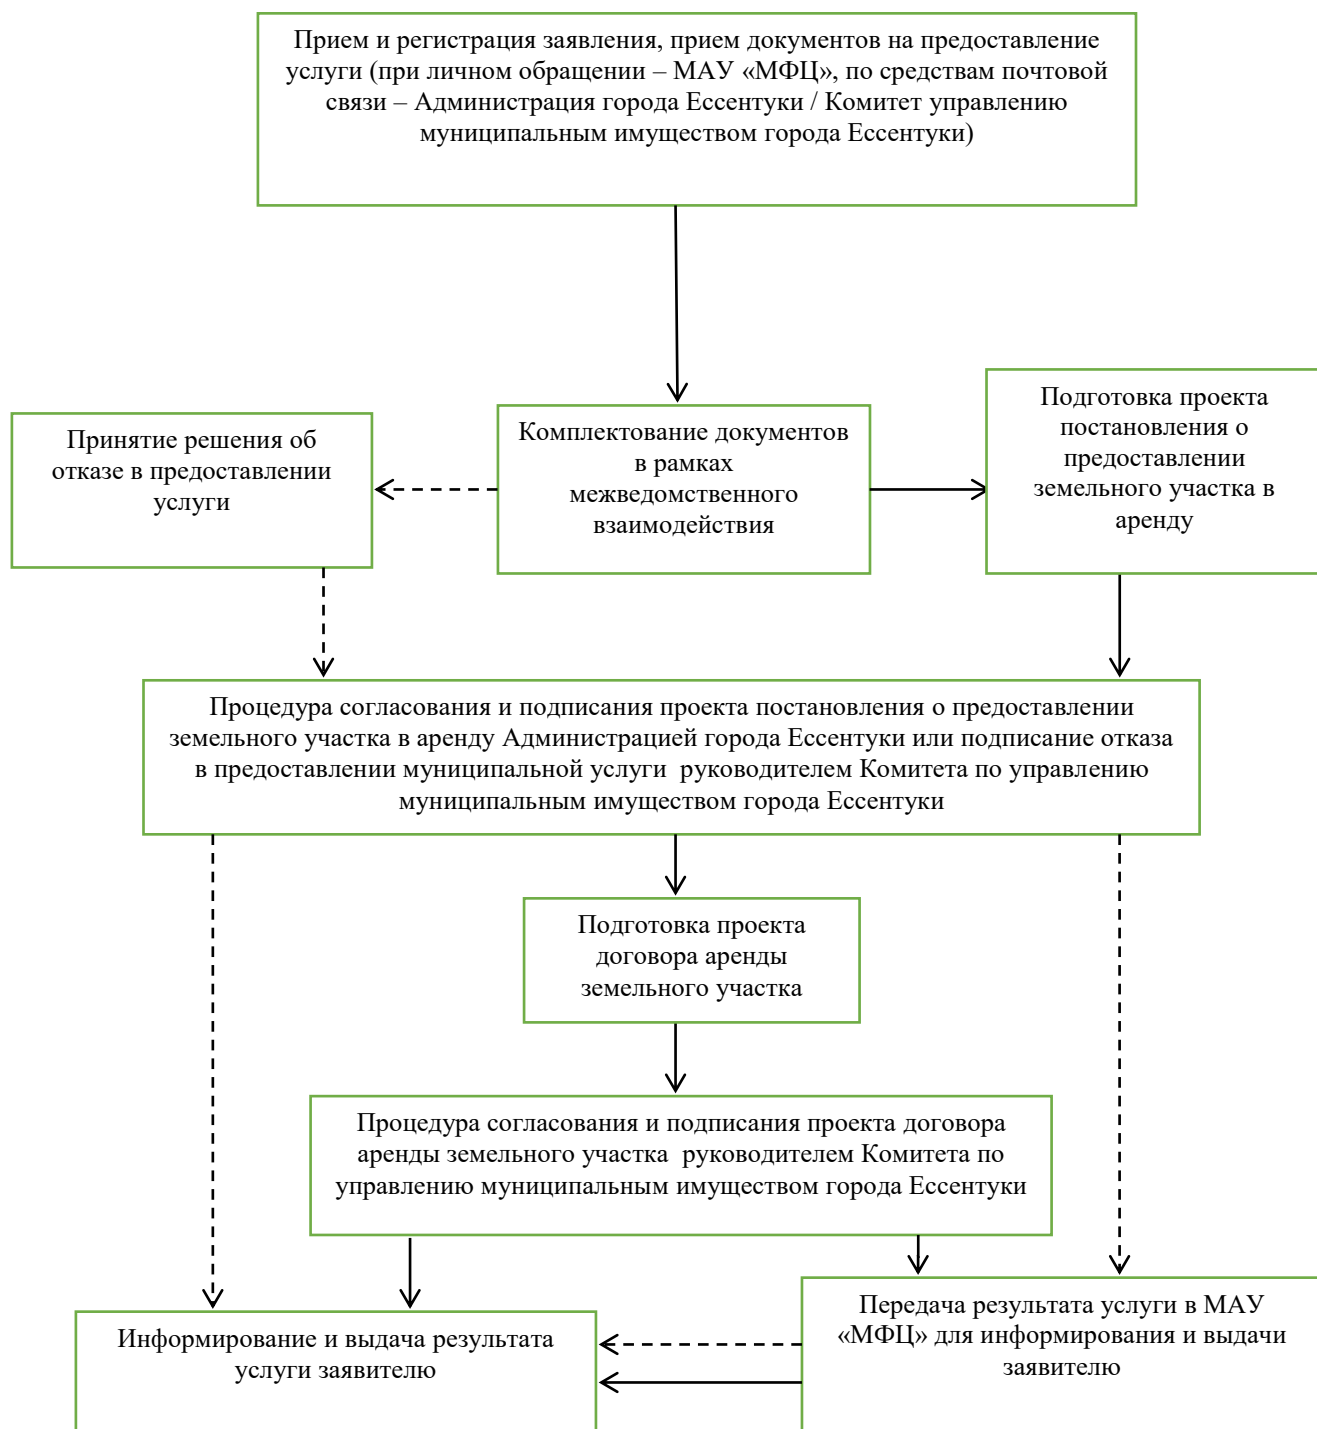 Прием и регистрация заявления, прием документов на предоставление
услуги (при личном обращении – МАУ «МФЦ», по средствам почтовой
связи – Администрация города Ессентуки / Комитет управлению
муниципальным имуществом города Ессентуки)
Принятие решения об
отказе в предоставлении
услуги
Комплектование документов
в рамках
межведомственного
взаимодействия
Подготовка проекта
постановления о
предоставлении
земельного участка в
аренду
Процедура согласования и подписания проекта постановления о предоставлении
земельного участка в аренду Администрацией города Ессентуки или подписание отказа
в предоставлении муниципальной услуги  руководителем Комитета по управлению
муниципальным имуществом города Ессентуки
Подготовка проекта
договора аренды
земельного участка
Процедура согласования и подписания проекта договора
аренды земельного участка  руководителем Комитета по
управлению муниципальным имуществом города Ессентуки
Информирование и выдача результата
услуги заявителю
Передача результата услуги в МАУ
«МФЦ» для информирования и выдачи
заявителю